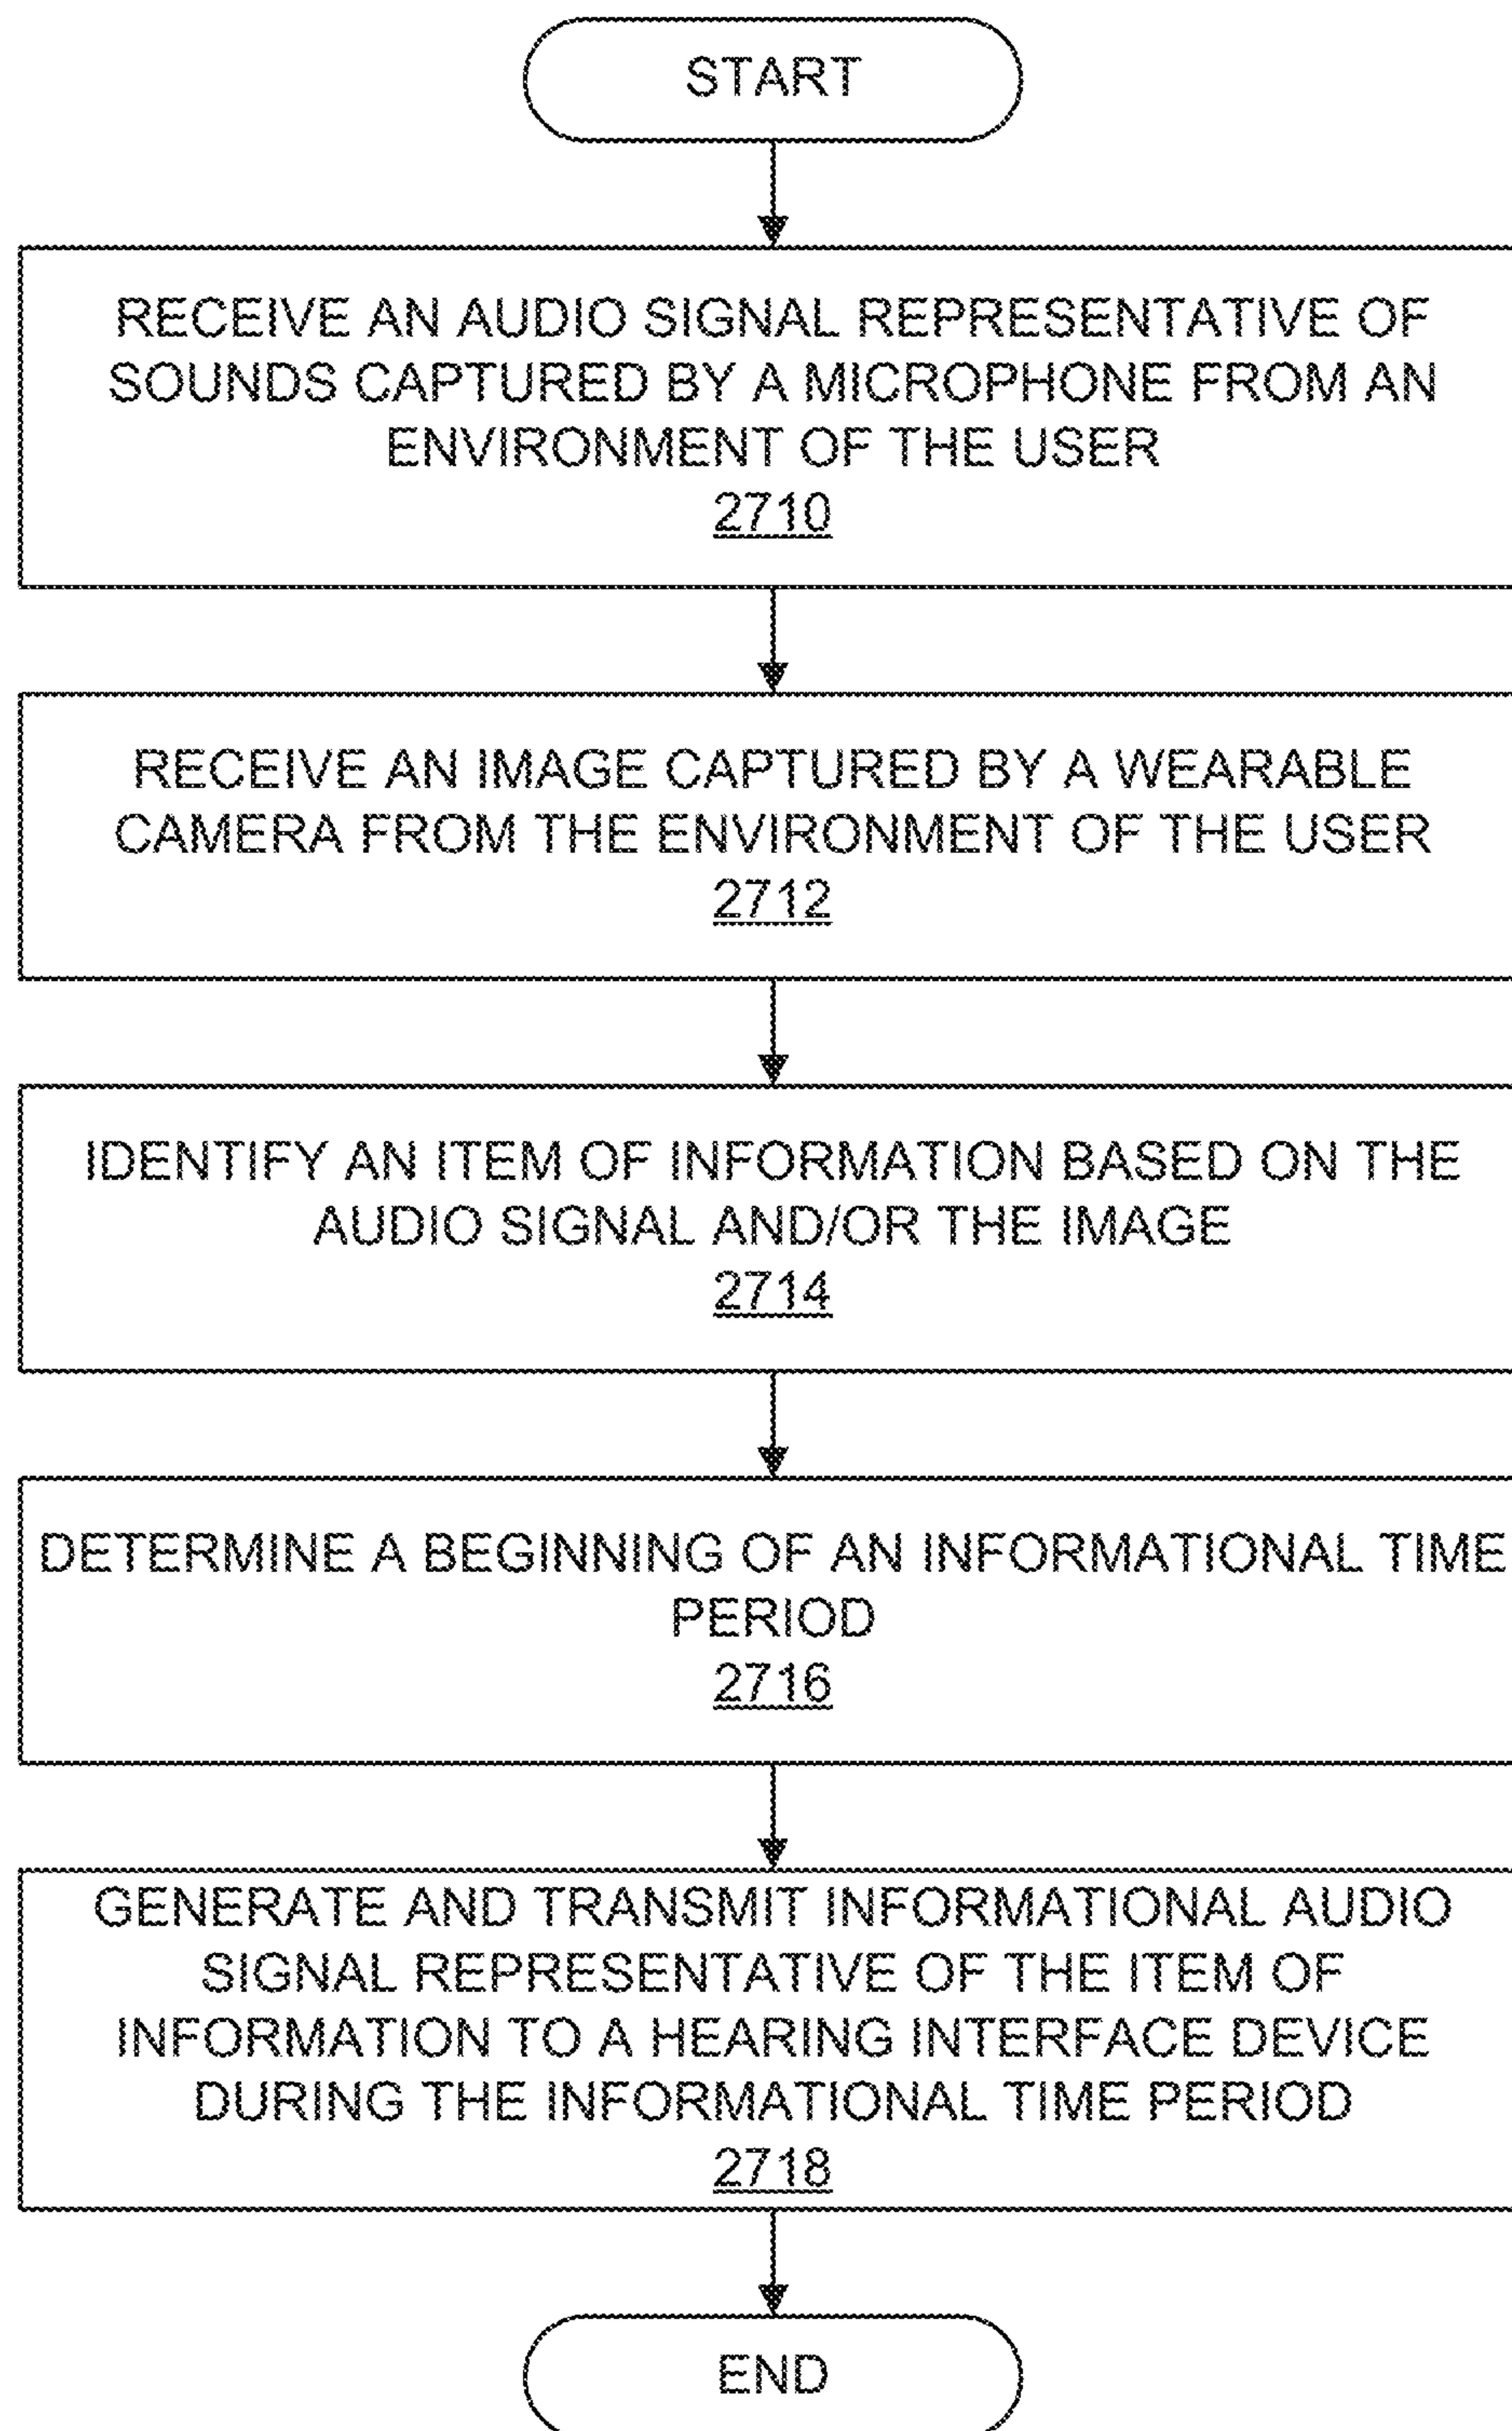 START
RECEIVE AN AUDIO SIGNAL REPRESENTATIVE OF
SOUNDS CAPTURED BY A MICROPHONE FROM AN
ENVIRONMENT OF THE USER
2710
RECEIVE AN IMAGE CAPTURED BY A WEARABLE
CAMERA FROM THE ENVIRONMENT OF THE USER
2712
IDENTIFY AN ITEM OF INFORMATION BASED ON THE
AUDIO SIGNAL AND/OR THE IMAGE
2714
DETERMINE A BEGINNING OF AN INFORMATIONAL TIME
PERIOD
2716
GENERATE AND TRANSMIT INFORMATIONAL AUDIO
SIGNAL REPRESENTATIVE OF THE ITEM OF
INFORMATION TO A HEARING INTERFACE DEVICE
DURING THE INFORMATIONAL TIME PERIOD
2718
END